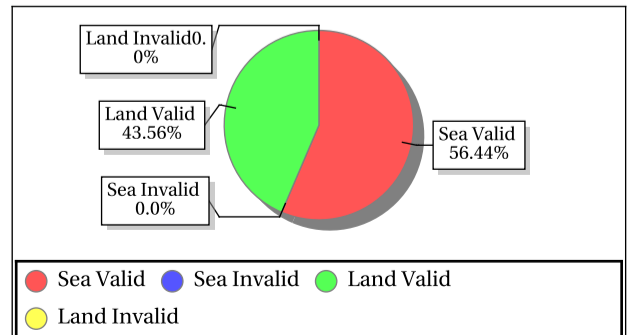 Land Invalid0.
0%
Land Valid
43.56%
Sea Valid
56.44%
Sea Invalid
0.0%
Sea Valid
Sea Invalid
Land Valid
Land Invalid